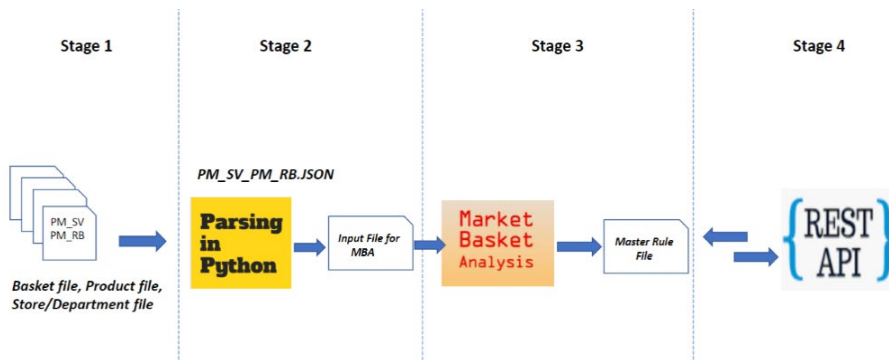 Stage 1
Stage 2
Stage 3
Stage 4
PM_SV
PM_RB
Basket file, Product file,
Store/Department file
PM_SV_PM_RB.JSON
Parsing
in
Python
Input File for
MBA
Market
Basket
Analysis
Master Rule
File
{REST
API}